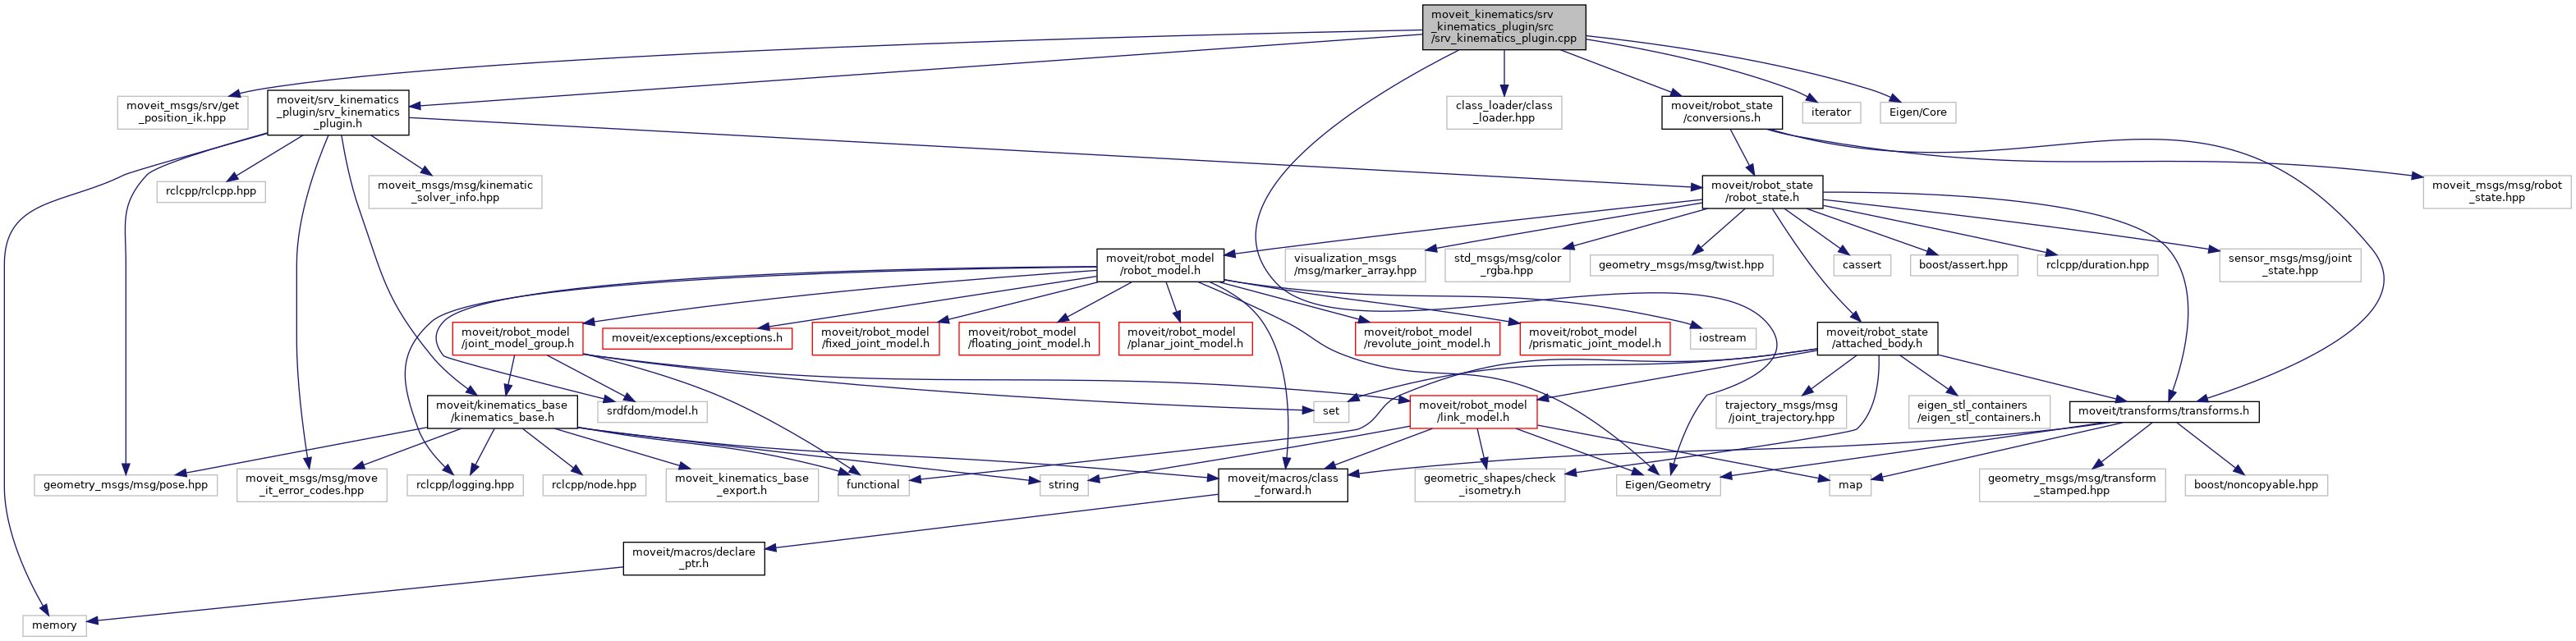 moveit_kinematics/srv
_kinematics_plugin/src
/srv_kinematics_plugin.cpp
moveit_msgs/srv/get
_position_ik.hpp
moveit/srv_kinematics
_plugin/srv_kinematics
_plugin.h
class_loader/class
_loader.hpp
moveit/robot_state
/conversions.h
iterator
Eigen/Core
rclcpp/rclcpp.hpp
moveit_msgs/msg/kinematic
_solver_info.hpp
moveit/robot_state
/robot_state.h
moveit_msgs/msg/robot
_state.hpp
moveit/robot_model
/robot_model.h
visualization_msgs
/msg/marker_array.hpp
std_msgs/msg/color
_rgba.hpp
geometry_msgs/msg/twist.hpp
cassert
boost/assert.hpp
rclcpp/duration.hpp
sensor_msgs/msg/joint
_state.hpp
moveit/robot_model
/joint_model_group.h
moveit/exceptions/exceptions.h
moveit/robot_model
/fixed_joint_model.h
moveit/robot_model
/floating_joint_model.h
moveit/robot_model
/planar_joint_model.h
moveit/robot_model
/revolute_joint_model.h
moveit/robot_model
/prismatic_joint_model.h
iostream
moveit/robot_state
/attached_body.h
moveit/kinematics_base
/kinematics_base.h
srdfdom/model.h
set
moveit/robot_model
/link_model.h
trajectory_msgs/msg
/joint_trajectory.hpp
eigen_stl_containers
/eigen_stl_containers.h
moveit/transforms/transforms.h
geometry_msgs/msg/pose.hpp
moveit_msgs/msg/move
_it_error_codes.hpp
rclcpp/logging.hpp
rclcpp/node.hpp
moveit_kinematics_base
_export.h
functional
string
moveit/macros/class
_forward.h
geometric_shapes/check
_isometry.h
Eigen/Geometry
map
geometry_msgs/msg/transform
_stamped.hpp
boost/noncopyable.hpp
moveit/macros/declare
_ptr.h
memory